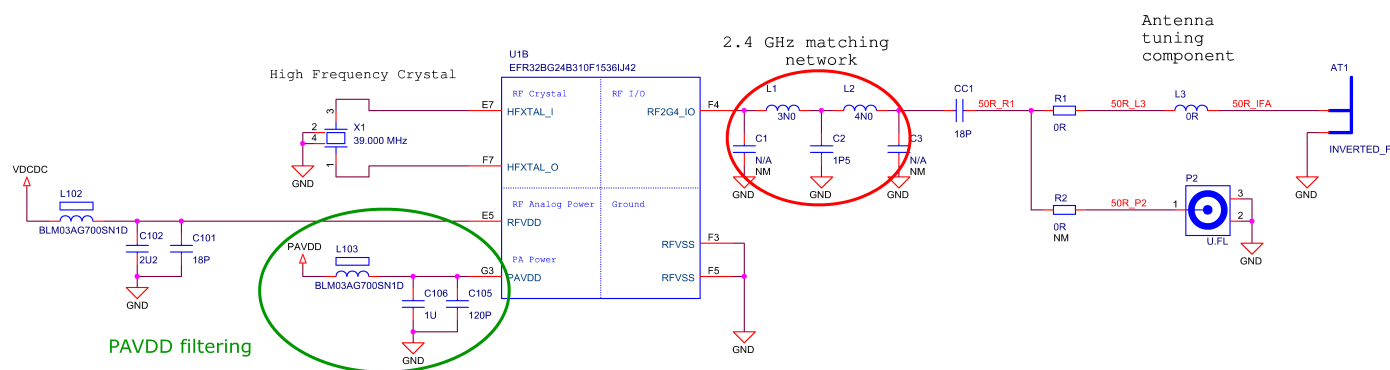 Antenna
tuning
component
2.4 GHz matching
network
U1B
EFR32BG24B310F1536IJ42
High Frequency Crystal
RF Crystal
RF I/O
L1
L2
AT1
3
E7
HFXTAL_I
RF2G4_IO
F4
3N0
4N0
CC1
50R_R1
R1
50R_L3
L3
50R_IFA
0R
0R
18P
2
4
X1
39.000 MHz
C1
N/A
NM
C2
1P5
C3
N/A
NM
INVERTED_F
1
F7
HFXTAL_O
GND
GND
GND
GND
GND
VDCDC
L102
BLM03AG700SN1D
RF Analog Power
Ground
E5
RFVDD
R2
0R
NM
50R_P2
1
P2
3
2
U.FL
GND
C102
2U2
C101
18P
GND
PAVDD
L103
BLM03AG700SN1D
PA Power
G3
PAVDD
RFVSS
F3
RFVSS
F5
C106
1U
C105
120P
GND
GND
PAVDD filtering